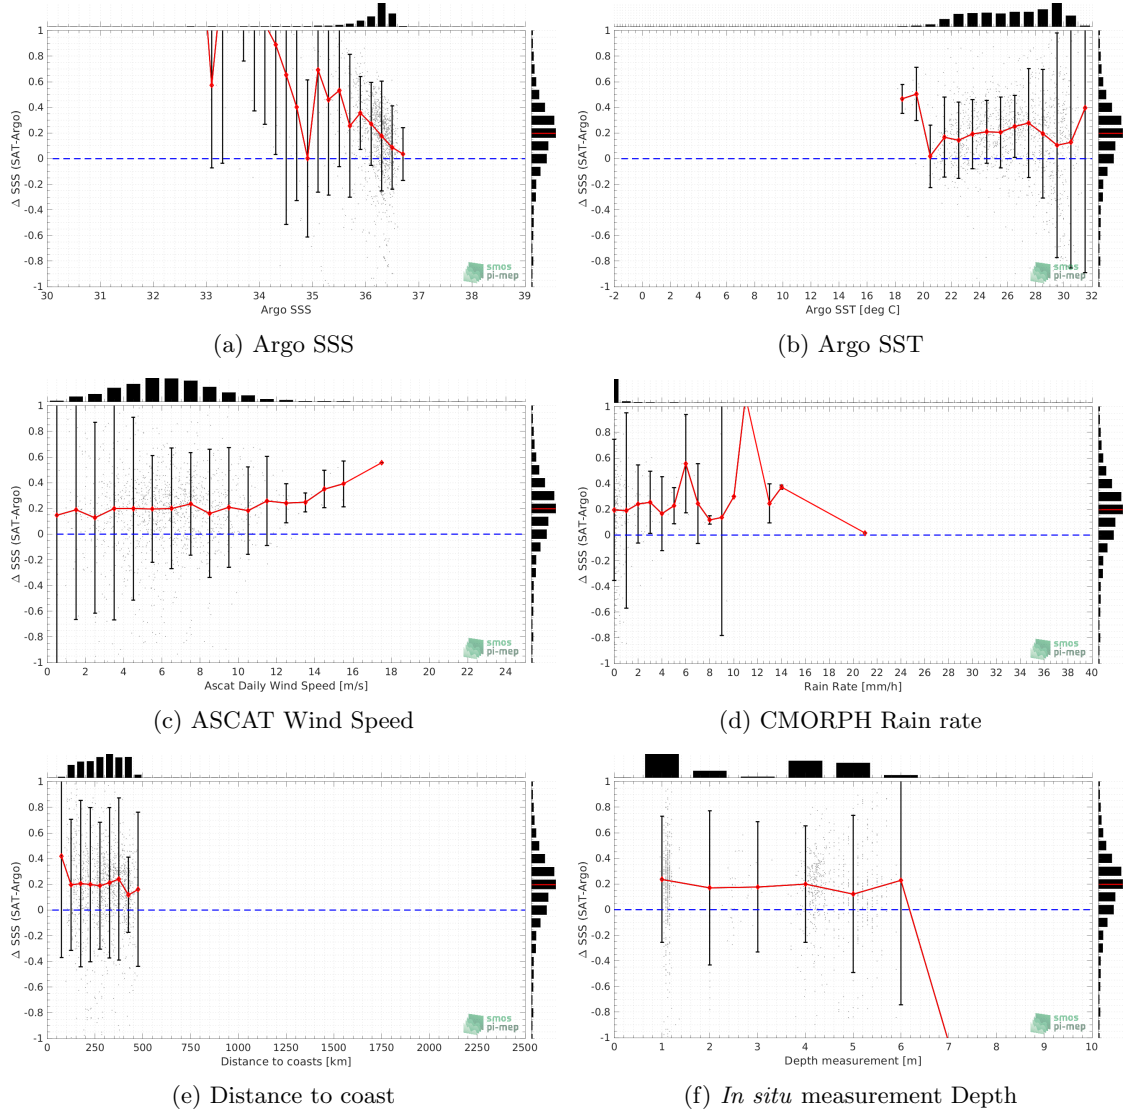 1
0.8
0.6
0.4
0.2
0
-0.2
-0.4
-0.6
-0.8
-1
Δ SSS (SAT-Argo)
smos
pi-mep
30 31 32 33 34 35 36 37 38 39
Argo SSS
(a) Argo SSS
1
0.8
0.6
0.4
0.2
0
-0.2
-0.4
-0.6
-0.8
-1
Δ SSS (SAT-Argo)
smos
pi-mep
-2 0 2 4 6 8 10 12 14 16 18 20 22 24 26 28 30 32
Argo SST [deg C]
(b) Argo SST
1
0.8
0.6
0.4
0.2
0
-0.2
-0.4
-0.6
-0.8
-1
Δ SSS (SAT-Argo)
smos
pi-mep
0 2 4 6 8 10 12 14 16 18 20 22 24
Ascat Daily Wind Speed [m/s]
(c) ASCAT Wind Speed
1
0.8
0.6
0.4
0.2
0
-0.2
-0.4
-0.6
-0.8
-1
Δ SSS (SAT-Argo)
smos
pi-mep
0 2 4 6 8 10 12 14 16 18 20 22 24 26 28 30 32 34 36 38 40
Rain Rate [mm/h]
(d) CMORPH Rain rate
1
0.8
0.6
0.4
0.2
0
-0.2
-0.4
-0.6
-0.8
-1
Δ SSS (SAT-Argo)
smos
pi-mep
0 250 500 750 1000 1250 1500 1750 2000 2250 2500
Distance to coasts [km]
(e) Distance to coast
1
0.8
0.6
0.4
0.2
0
-0.2
-0.4
-0.6
-0.8
-1
Δ SSS (SAT-Argo)
smos
pi-mep
0 1 2 3 4 5 6 7 8 9 10
Depth measurement [m]
(f) In situ measurement Depth